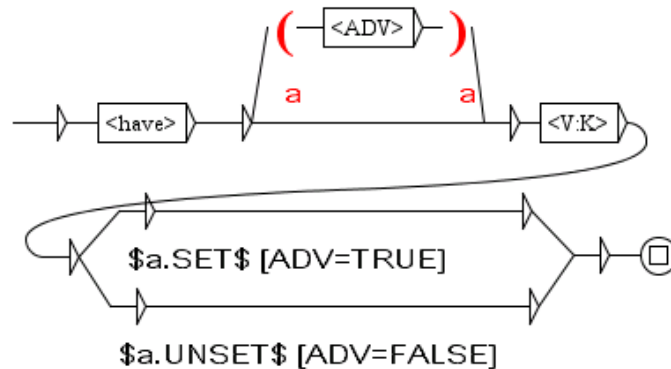 ( <ADV> )
a a
<have> <V:K>
$a.SET$ [ADV=TRUE]
$a.UNSET$ [ADV=FALSE]